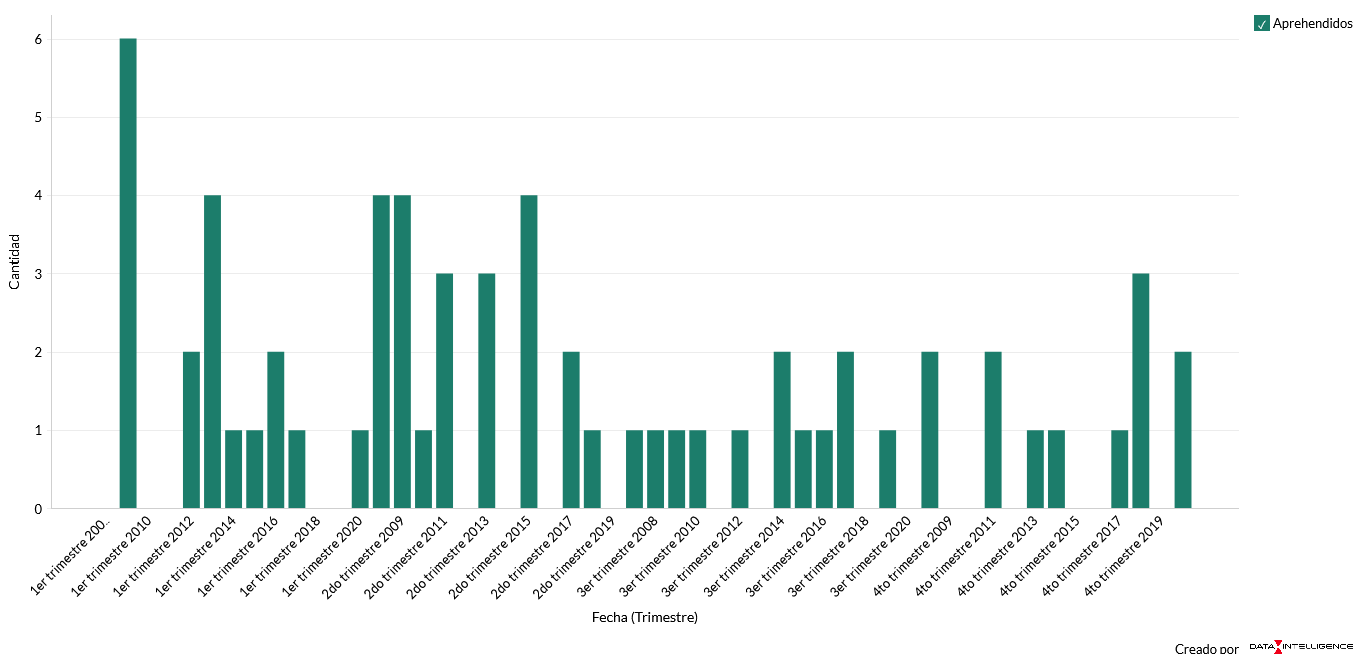 Aprehendidos
Cantidad
6
5
4
3
2
1
0
1er trimestre 200..
1er trimestre 2010
1er trimestre 2012
1er trimestre 2014
1er trimestre 2016
1er trimestre 2018
1er trimestre 2020
2do trimestre 2009
2do trimestre 2011
2do trimestre 2013
2do trimestre 2015
2do trimestre 2017
2do trimestre 2019
3er trimestre 2008
3er trimestre 2010
3er trimestre 2012
3er trimestre 2014
3er trimestre 2016
3er trimestre 2018
3er trimestre 2020
4to trimestre 2009
4to trimestre 2011
4to trimestre 2013
4to trimestre 2015
4to trimestre 2017
4to trimestre 2019
Fecha (Trimestre)
Creado por DATA INTELLIGENCE